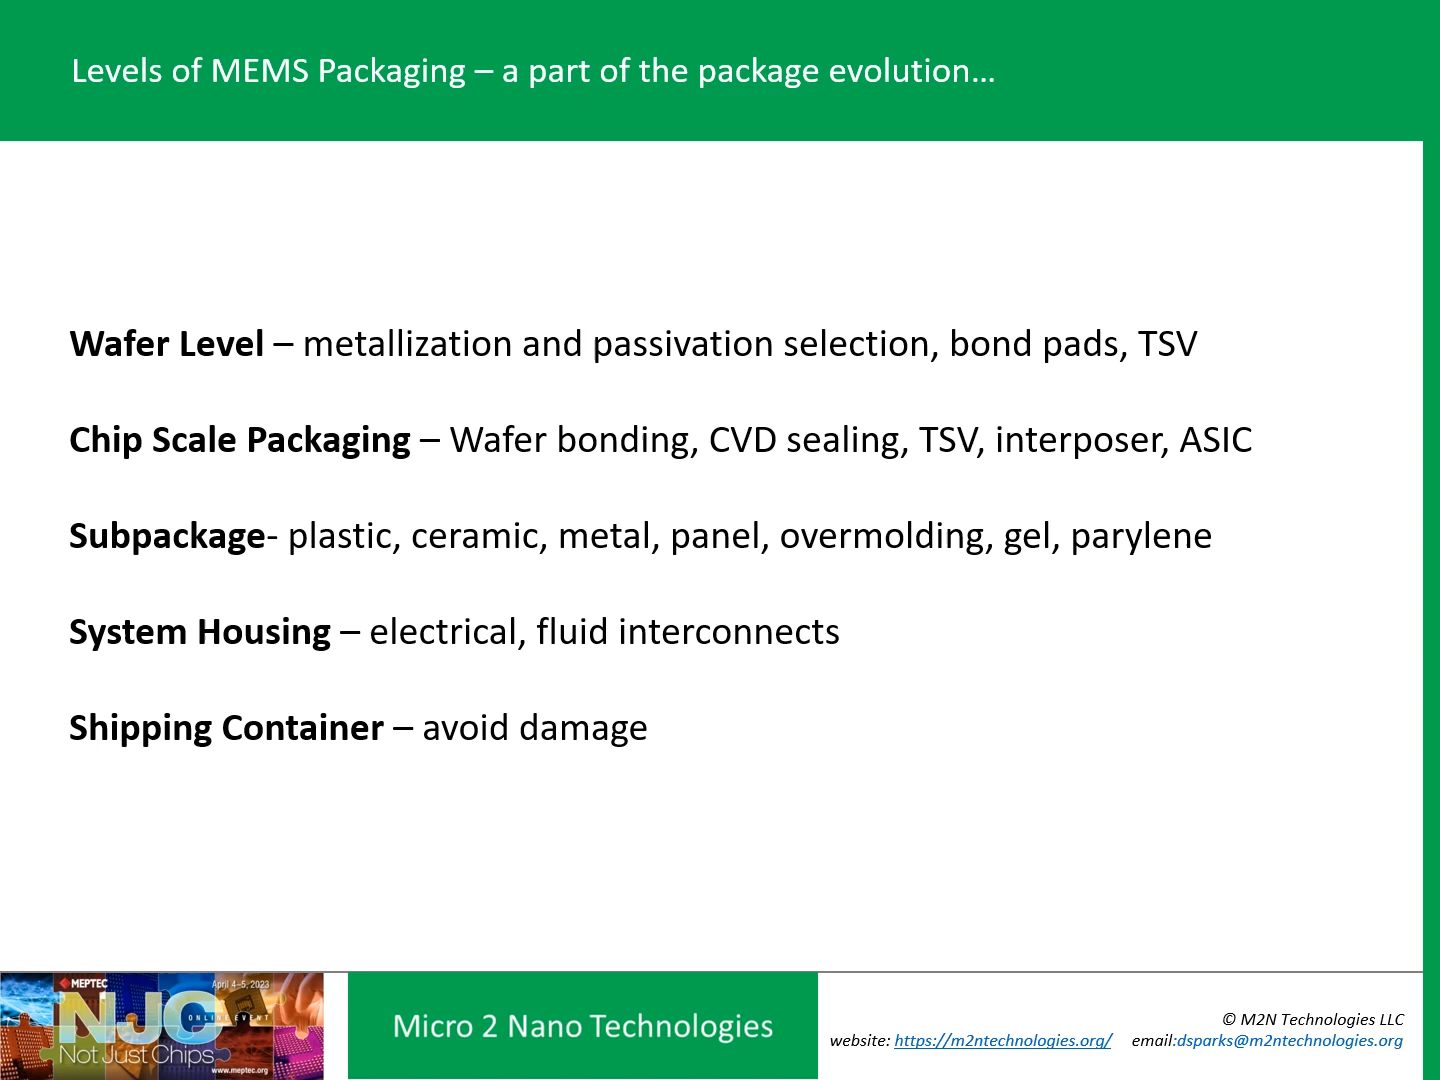 Levels of MEMS Packaging – a part of the package evolution…
Wafer Level – metallization and passivation selection, bond pads, TSV
Chip Scale Packaging – Wafer bonding, CVD sealing, TSV, interposer, ASIC
Subpackage- plastic, ceramic, metal, panel, overmolding, gel, parylene
System Housing – electrical, fluid interconnects
Shipping Container – avoid damage
MEPTEC
April 4–5, 2023
NJC
ONLINE EVENT
Not Just Chips
www.meptec.org
Micro 2 Nano Technologies
© M2N Technologies LLC
website: https://m2ntechnologies.org/ email:dsparks@m2ntechnologies.org